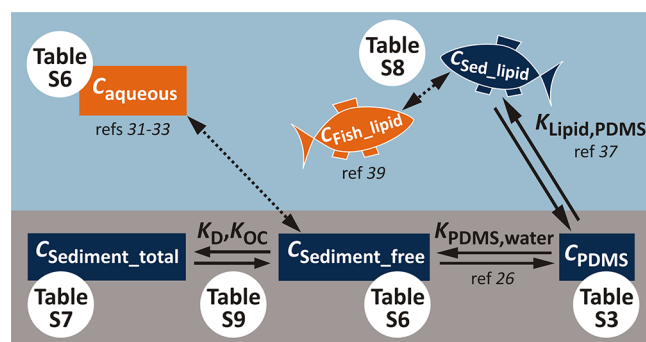 Table
S6
Caqueous
refs 31-33
Table
S8
CSed_lipid
CFish_lipid
ref 39
KLipid,PDMS
ref 37
CSediment_total
KD,KOC
CSediment_free
KPDMS,water
ref 26
CPDMS
Table
S7
Table
S9
Table
S6
Table
S3